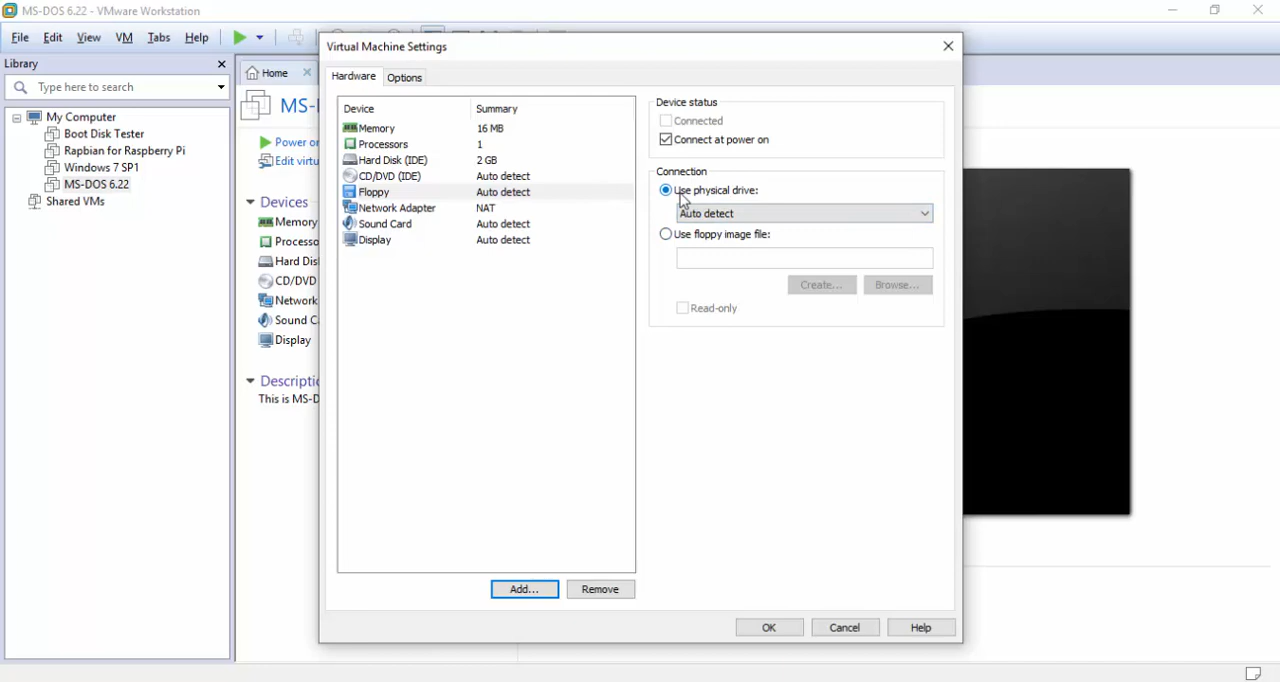 MS-DOS 6.22 - VMware Workstation
File Edit View VM Tabs Help
Library
Type here to search
My Computer
Boot Disk Tester
Rapbian for Raspberry Pi
Windows 7 SP1
MS-DOS 6.22
Shared VMs
Home
MS-
Power
Edit
Devices
Memory
CD/DVD
Network
Sound
Display
This is MS-
Virtual Machine Settings
Hardware Options
Device Summary
Memory 16 MB
Processors 1
Hard Disk (IDE) 2 GB
CD/DVD (IDE) Auto detect
Floppy Auto detect
Network Adapter NAT
Sound Card Auto detect
Display Auto detect
Add... Remove
Device status
Connected
Connect at power on
Connection
Use physical drive:
Auto detect
Use floppy image file:
Create... Browse...
Read-only
OK Cancel Help